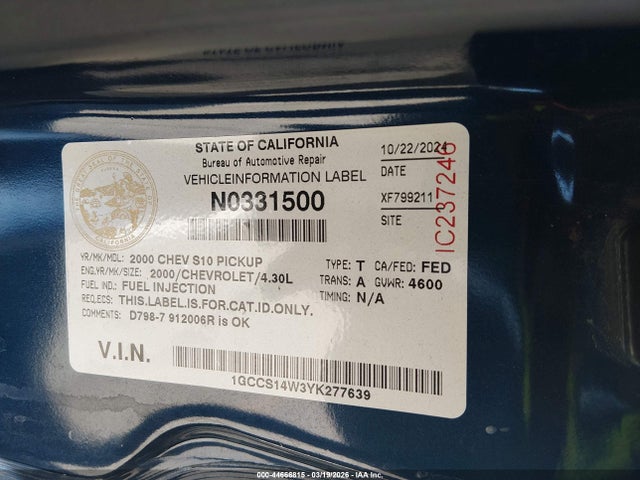 STATE OF CALIFORNIA
Bureau of Automotive Repair
VEHICLEINFORMATION LABEL
N0331500
10/22/2024
DATE
XF799211
SITE
IC237246
YR/MK/MDL: 2000 CHEV S10 PICKUP
ENG.YR/MK/SIZE: 2000/CHEVROLET/4.30L
FUEL IND.: FUEL INJECTION
REQ.ECS: THIS.LABEL.IS.FOR.CAT.ID.ONLY.
COMMENTS: D798-7 912006R is OK
TYPE: T CA/FED: FED
TRANS: A GVWR: 4600
TIMING: N/A
V.I.N.
1GCCS14W3YK277639
000-44666815 - 03/19/2026 - IAA Inc.